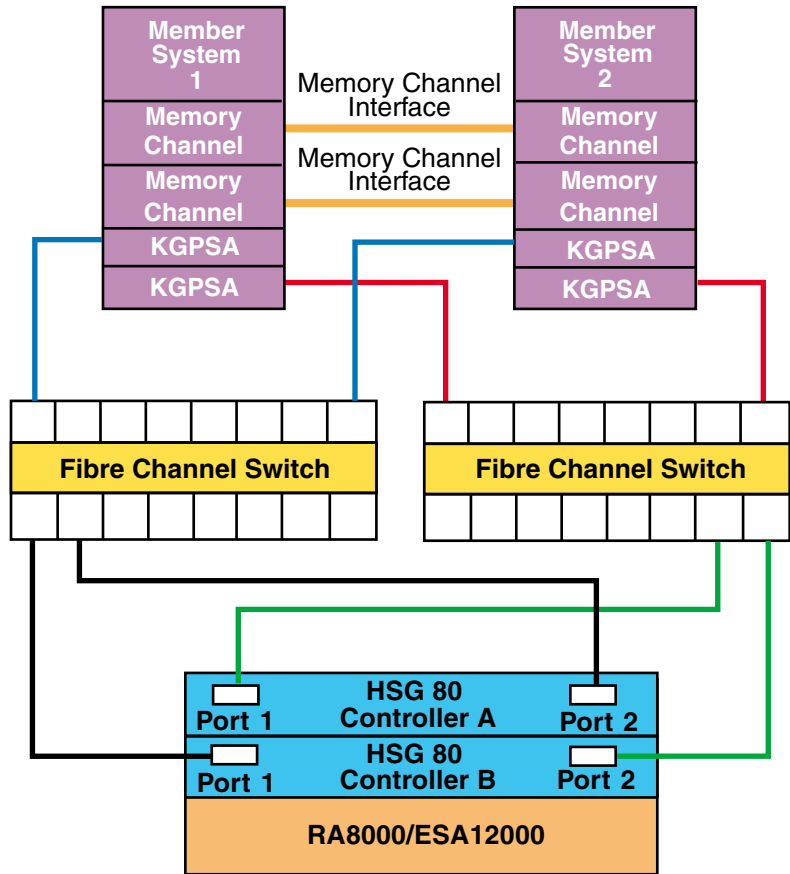 Member
System
1
Memory
Channel
Memory
Channel
KGPSA
KGPSA
Memory Channel
Interface
Memory Channel
Interface
Member
System
2
Memory
Channel
Memory
Channel
KGPSA
KGPSA
Fibre Channel Switch
Fibre Channel Switch
HSG 80
Controller A
Port 1
Port 2
HSG 80
Controller B
Port 1
Port 2
RA8000/ESA12000